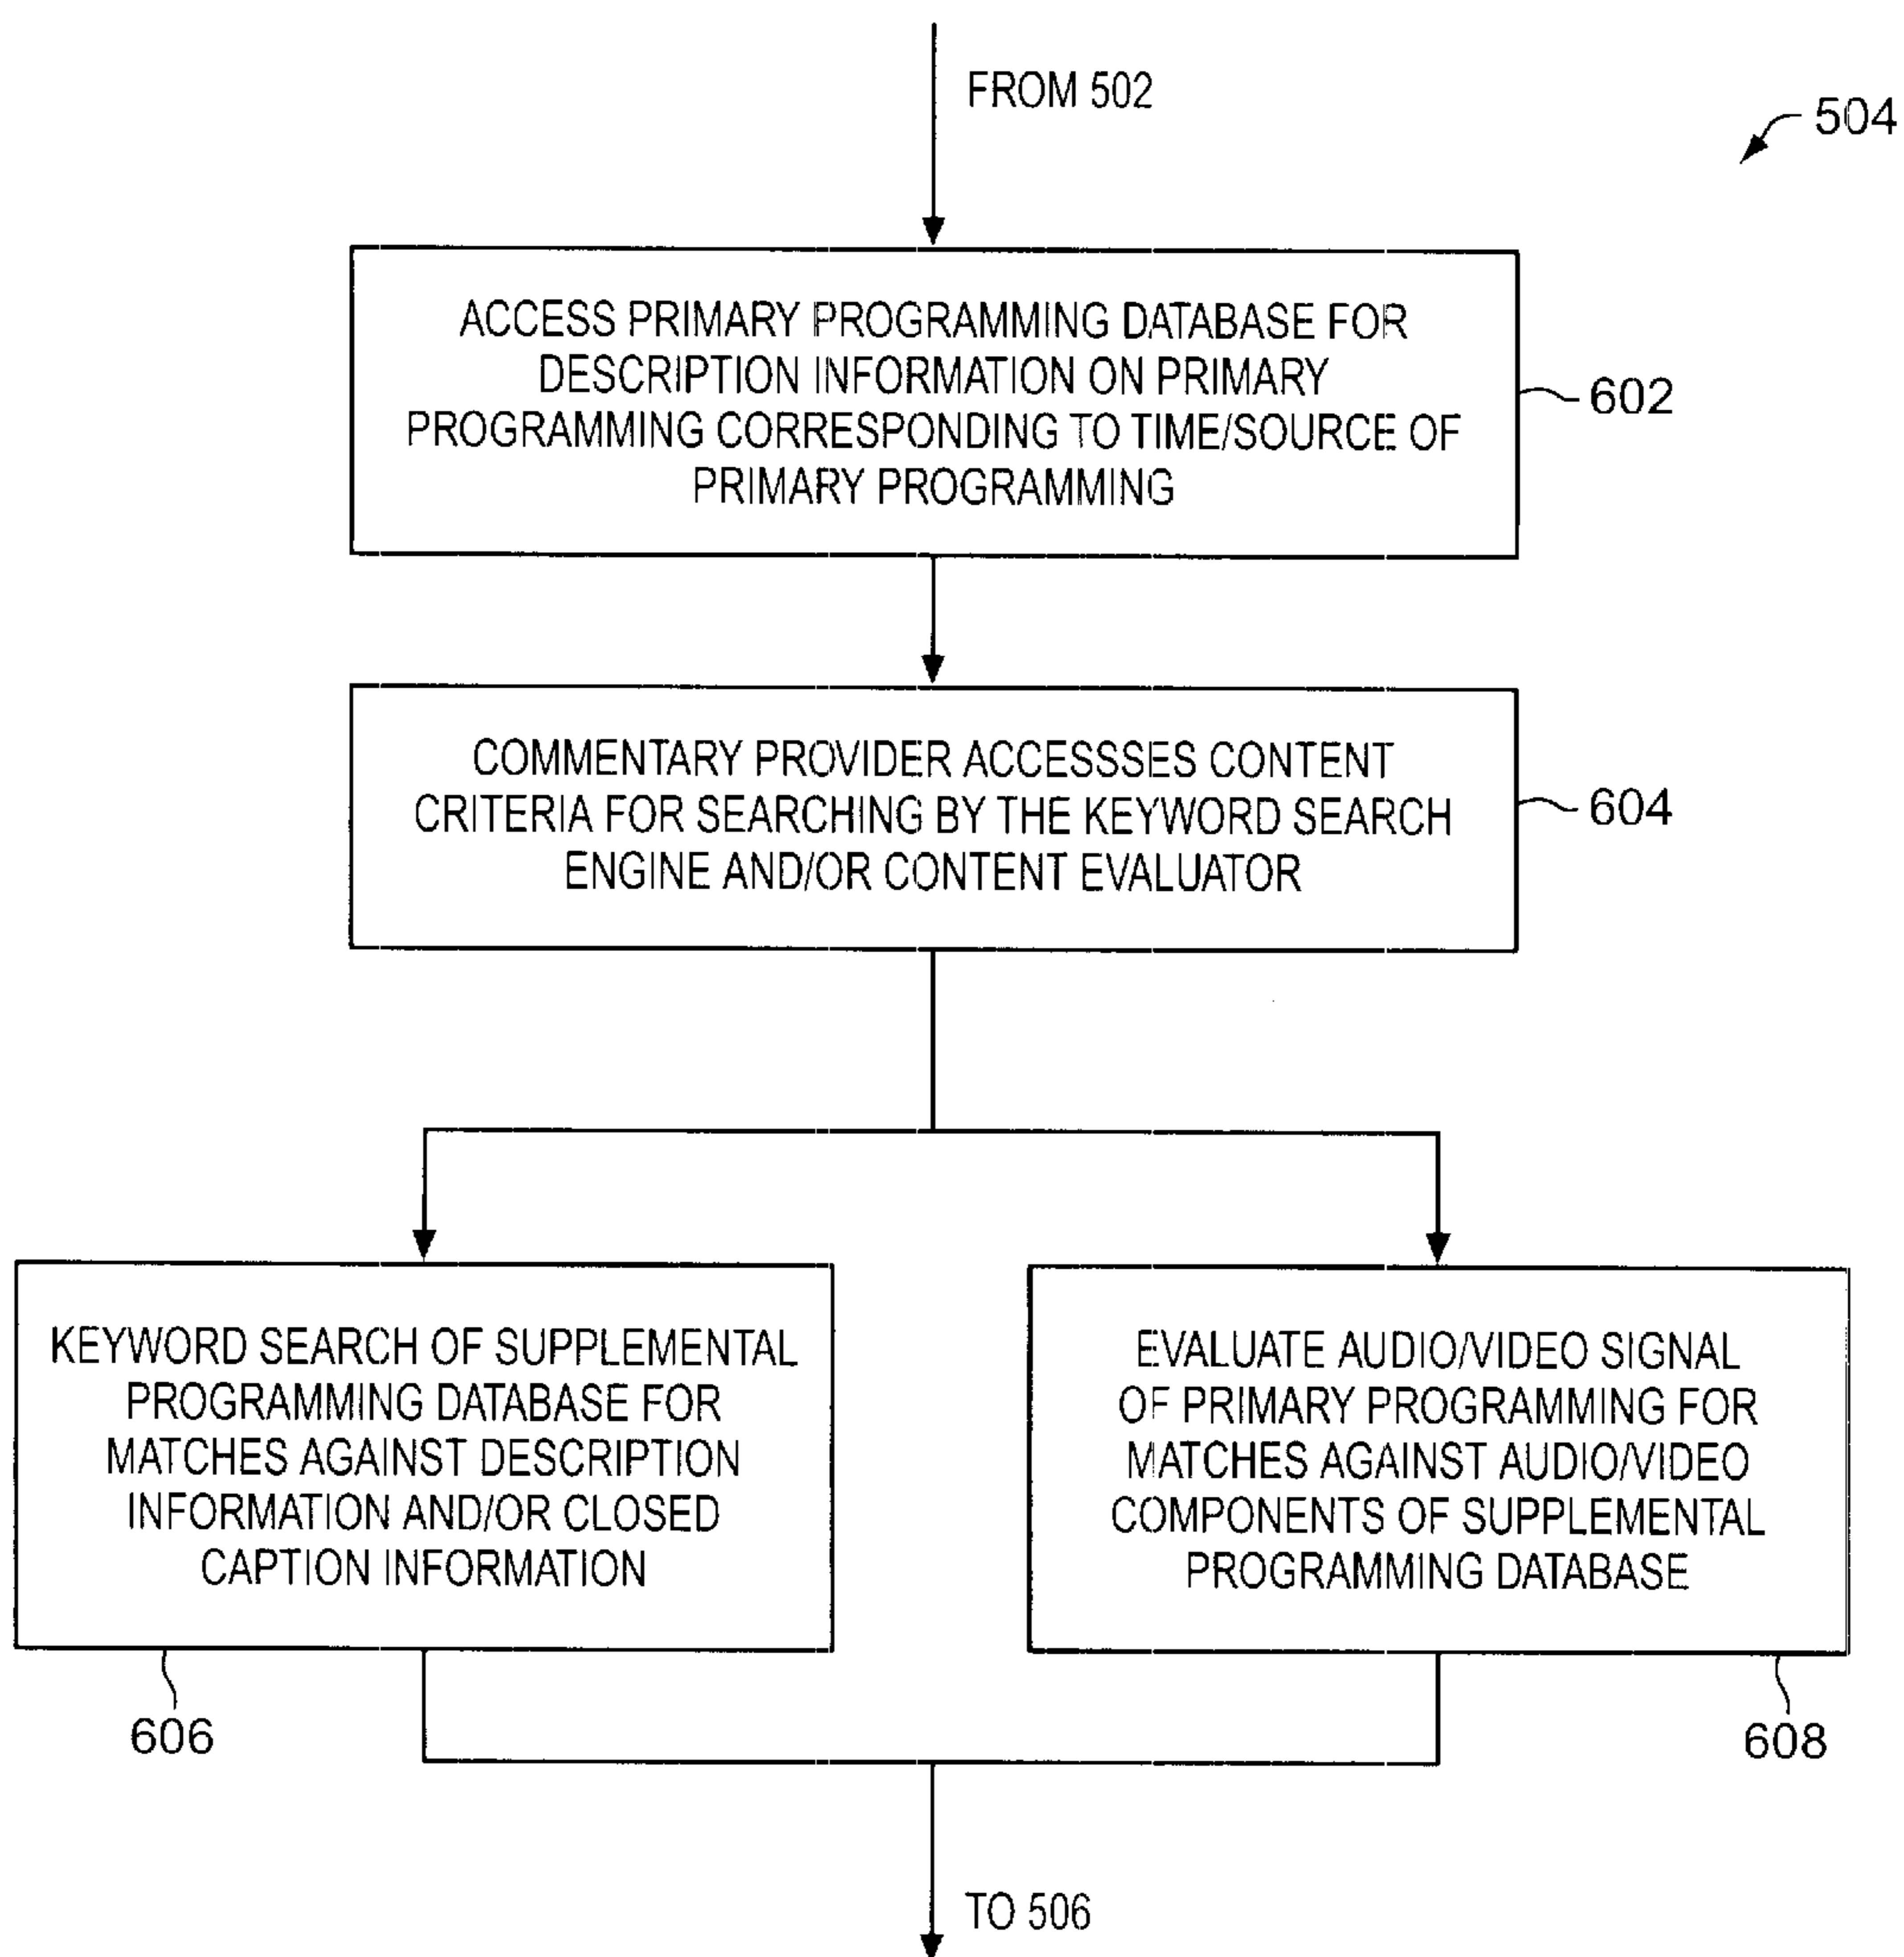 FROM 502
504
ACCESS PRIMARY PROGRAMMING DATABASE FOR
DESCRIPTION INFORMATION ON PRIMARY
PROGRAMMING CORRESPONDING TO TIME/SOURCE OF
PRIMARY PROGRAMMING
602
COMMENTARY PROVIDER ACCESSSES CONTENT
CRITERIA FOR SEARCHING BY THE KEYWORD SEARCH
ENGINE AND/OR CONTENT EVALUATOR
604
KEYWORD SEARCH OF SUPPLEMENTAL
PROGRAMMING DATABASE FOR
MATCHES AGAINST DESCRIPTION
INFORMATION AND/OR CLOSED
CAPTION INFORMATION
606
EVALUATE AUDIO/VIDEO SIGNAL
OF PRIMARY PROGRAMMING FOR
MATCHES AGAINST AUDIO/VIDEO
COMPONENTS OF SUPPLEMENTAL
PROGRAMMING DATABASE
608
TO 506